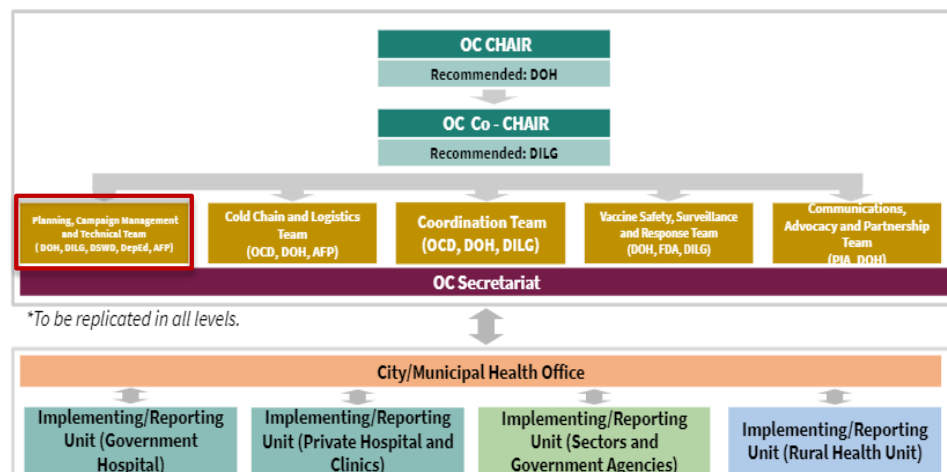 OC CHAIR
Recommended: DOH
OC Co - CHAIR
Recommended: DILG
Planning, Campaign Management
and Technical Team
( DOH, DILG, DSWD, DepEd, AFP)
Cold Chain and Logistics
Team
(OCD, DOH, AFP)
Coordination Team
(OCD, DOH, DILG)
Vaccine Safety, Surveillance
and Response Team
(DOH, FDA, DILG)
Communications,
Advocacy and Partnership
Team
(PIA, DOH)
OC Secretariat
*To be replicated in all levels.
City/Municipal Health Office
Implementing/Reporting
Unit (Government
Hospital)
Implementing/Reporting
Unit (Private Hospital and
Clinics)
Implementing/Reporting
Unit (Sectors and
Government Agencies)
Implementing/Reporting
Unit (Rural Health Unit)